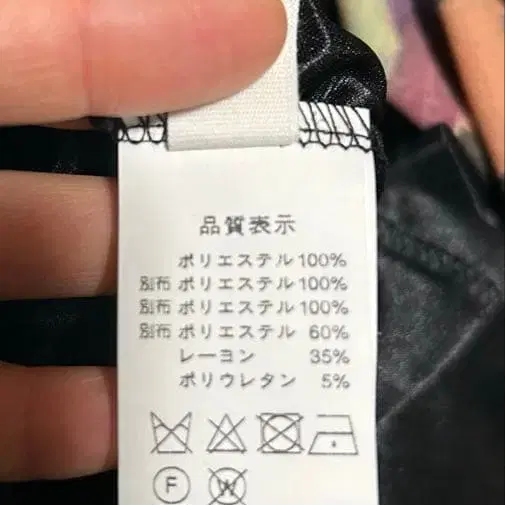 品質表示
ポリエステル100%
別布 ポリエステル100%
別布 ポリエステル100%
別布 ポリエステル 60%
レーヨン 35%
ポリウレタン 5%
F W